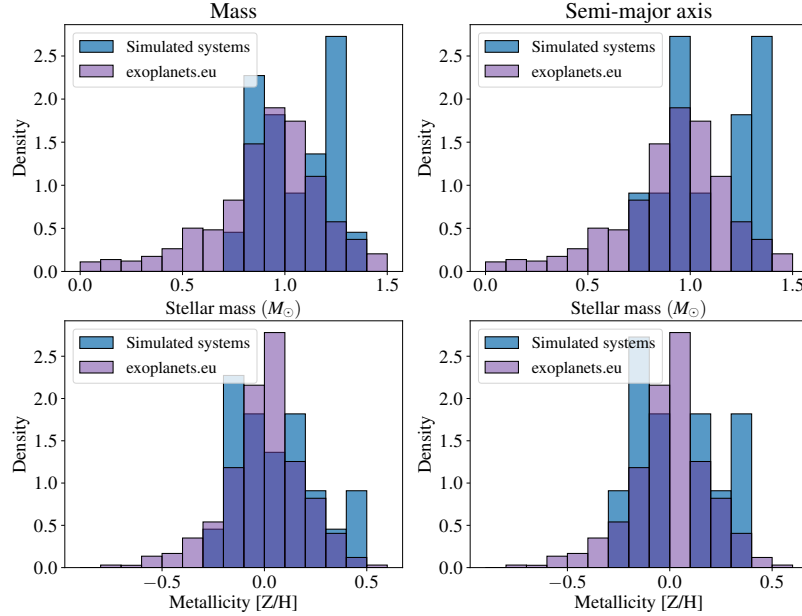 Mass
Semi-major axis
Simulated systems
exoplanets.eu
Simulated systems
exoplanets.eu
2.5
2.0
1.5
1.0
0.5
0.0
Density
2.5
2.0
1.5
1.0
0.5
0.0
Density
0.0 0.5 1.0 1.5
0.0 0.5 1.0 1.5
Stellar mass (M☉)
Stellar mass (M☉)
Simulated systems
exoplanets.eu
Simulated systems
exoplanets.eu
2.5
2.0
1.5
1.0
0.5
0.0
Density
2.5
2.0
1.5
1.0
0.5
0.0
Density
−0.5 0.0 0.5
−0.5 0.0 0.5
Metallicity [Z/H]
Metallicity [Z/H]